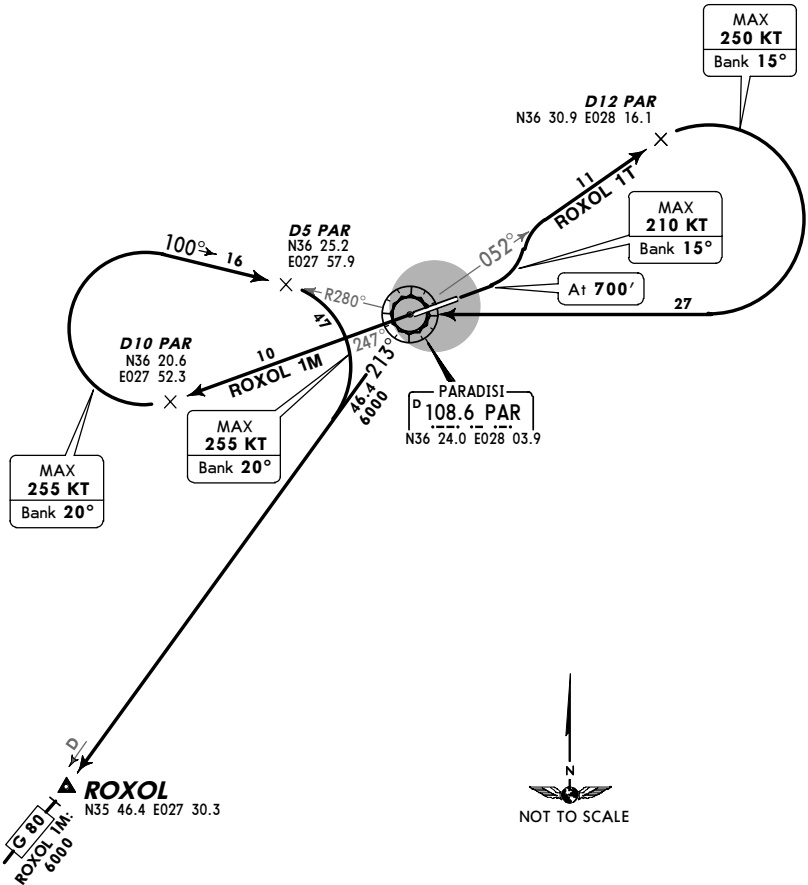 MAX
250 KT
Bank 15°
D12 PAR
N36 30.9 E028 16.1
11
ROXOL 1T
MAX
210 KT
Bank 15°
052°
At 700'
27
D5 PAR
N36 25.2
E027 57.9
100°
16
R280°
47
247°
10
ROXOL 1M
D10 PAR
N36 20.6
E027 52.3
213°
46.4
6000
PARADISI
D 108.6 PAR
N36 24.0 E028 03.9
MAX
255 KT
Bank 20°
MAX
255 KT
Bank 20°
D
ROXOL
N35 46.4 E027 30.3
G 80
ROXOL 1M:
6000
N
NOT TO SCALE